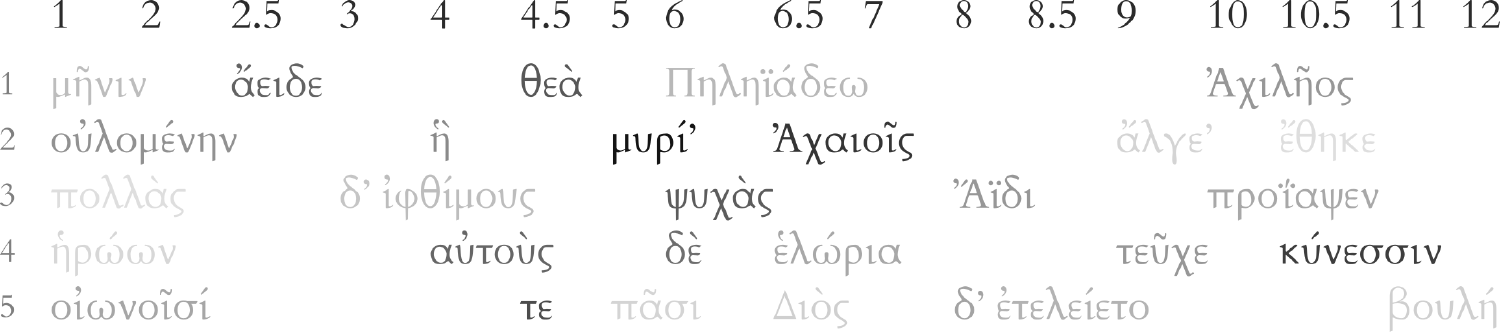 1 2 2.5 3 4 4.5 5 6 6.5 7 8 8.5 9 10 10.5 11 12
1 μῆνιν ἄειδε θεὰ Πηληϊάδεω Ἀχιλῆος
2 οὐλομένην ἣ μυρί’ Ἀχαιοῖς ἄλγε’ ἔθηκε
3 πολλὰς δ’ ἰφθίμους ψυχὰς Ἄϊδι προΐαψεν
4 ἡρώων αὐτοὺς δὲ ἑλώρια τεῦχε κύνεσσιν
5 οἰωνοῖσί τε πᾶσι Διὸς δ’ ἐτελείετο βουλή